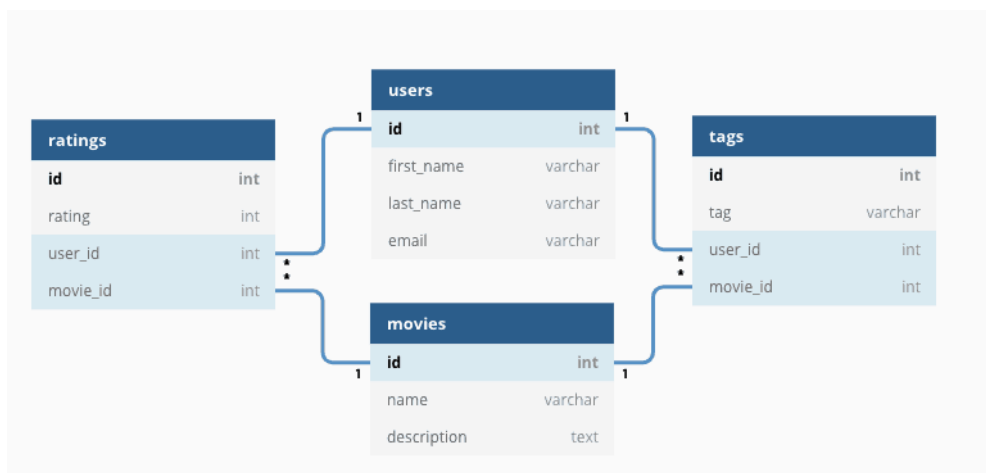 users
1
id int
1
first_name varchar
last_name varchar
email varchar
ratings
id int
rating int
user_id int
*
*
movie_id int
tags
id int
tag varchar
user_id int
*
*
movie_id int
movies
id int
1
1
name varchar
description text